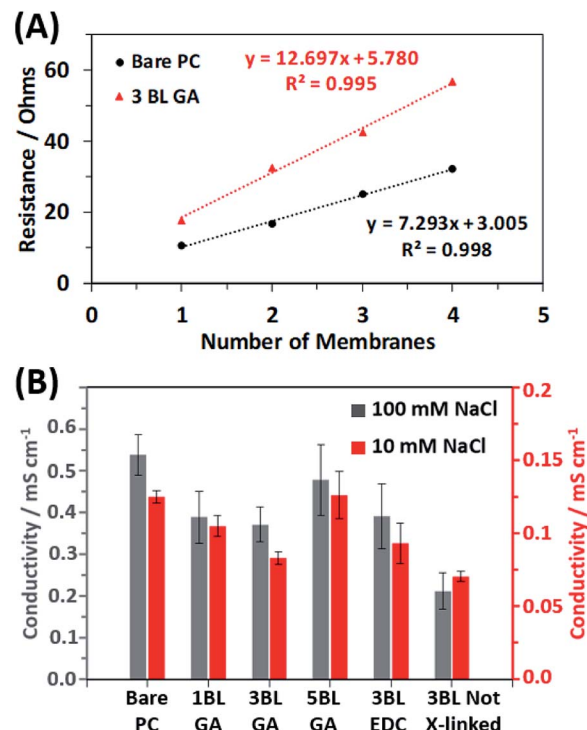 (A)
Bare PC
3 BL GA
y = 12.697x + 5.780
R² = 0.995
y = 7.293x + 3.005
R² = 0.998
Resistance / Ohms
60
40
20
0
0 1 2 3 4 5
Number of Membranes
(B)
100 mM NaCl
10 mM NaCl
Conductivity / mS cm⁻¹
0.6
0.5
0.4
0.3
0.2
0.1
0.0
0.2
0.15
0.1
0.05
0.0
Conductivity / mS cm⁻¹
Bare 1BL 3BL 5BL 3BL 3BL Not
PC GA GA GA EDC X-linked